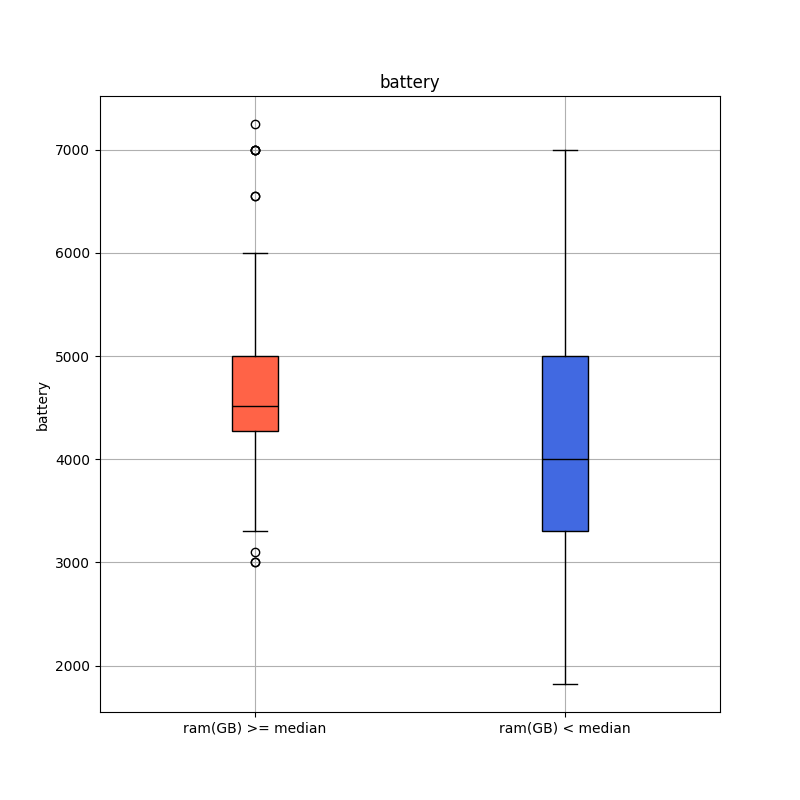 battery
battery
7000
6000
5000
4000
3000
2000
ram(GB) >= median
ram(GB) < median